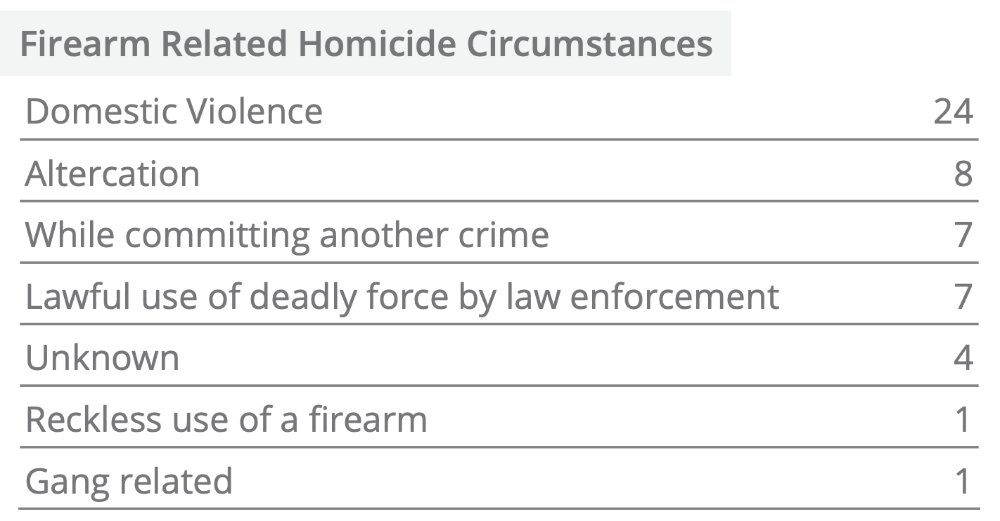 Firearm Related Homicide Circumstances
Domestic Violence 24
Altercation 8
While committing another crime 7
Lawful use of deadly force by law enforcement 7
Unknown 4
Reckless use of a firearm 1
Gang related 1